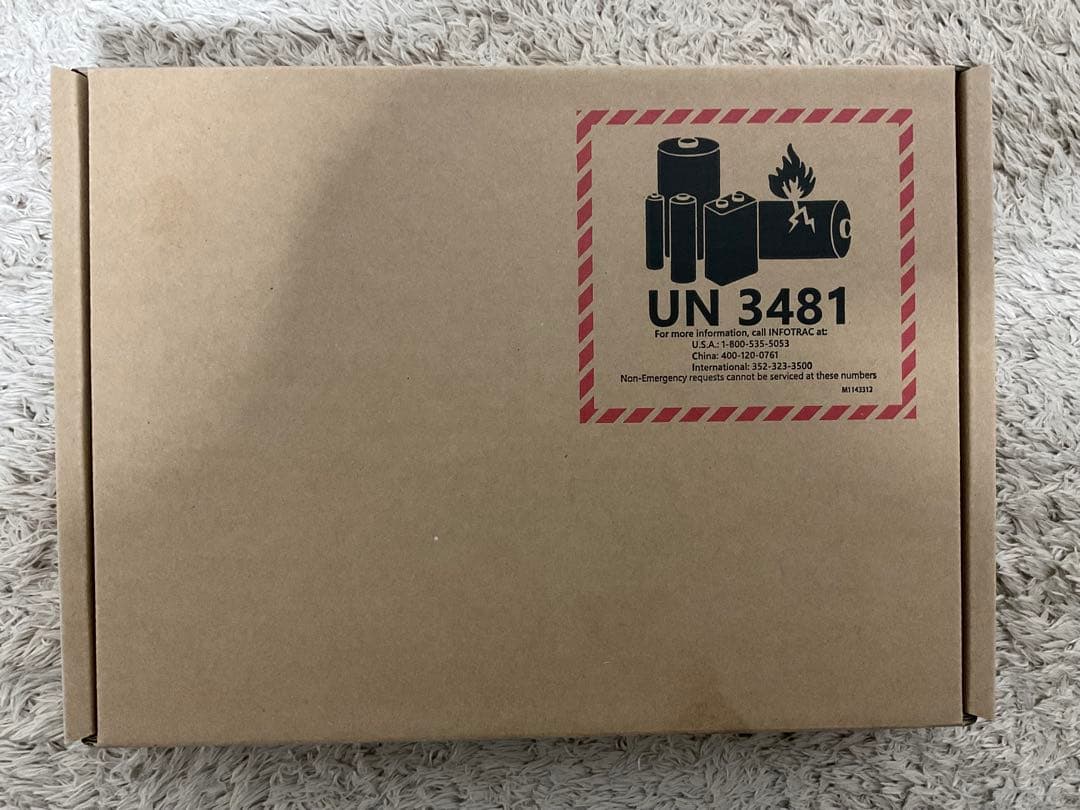 UN 3481
For more information, call INFOTRAC at:
U.S.A.: 1-800-535-5053
China: 400-120-0761
International: 352-323-3500
Non-Emergency requests cannot be serviced at these numbers
M1143312